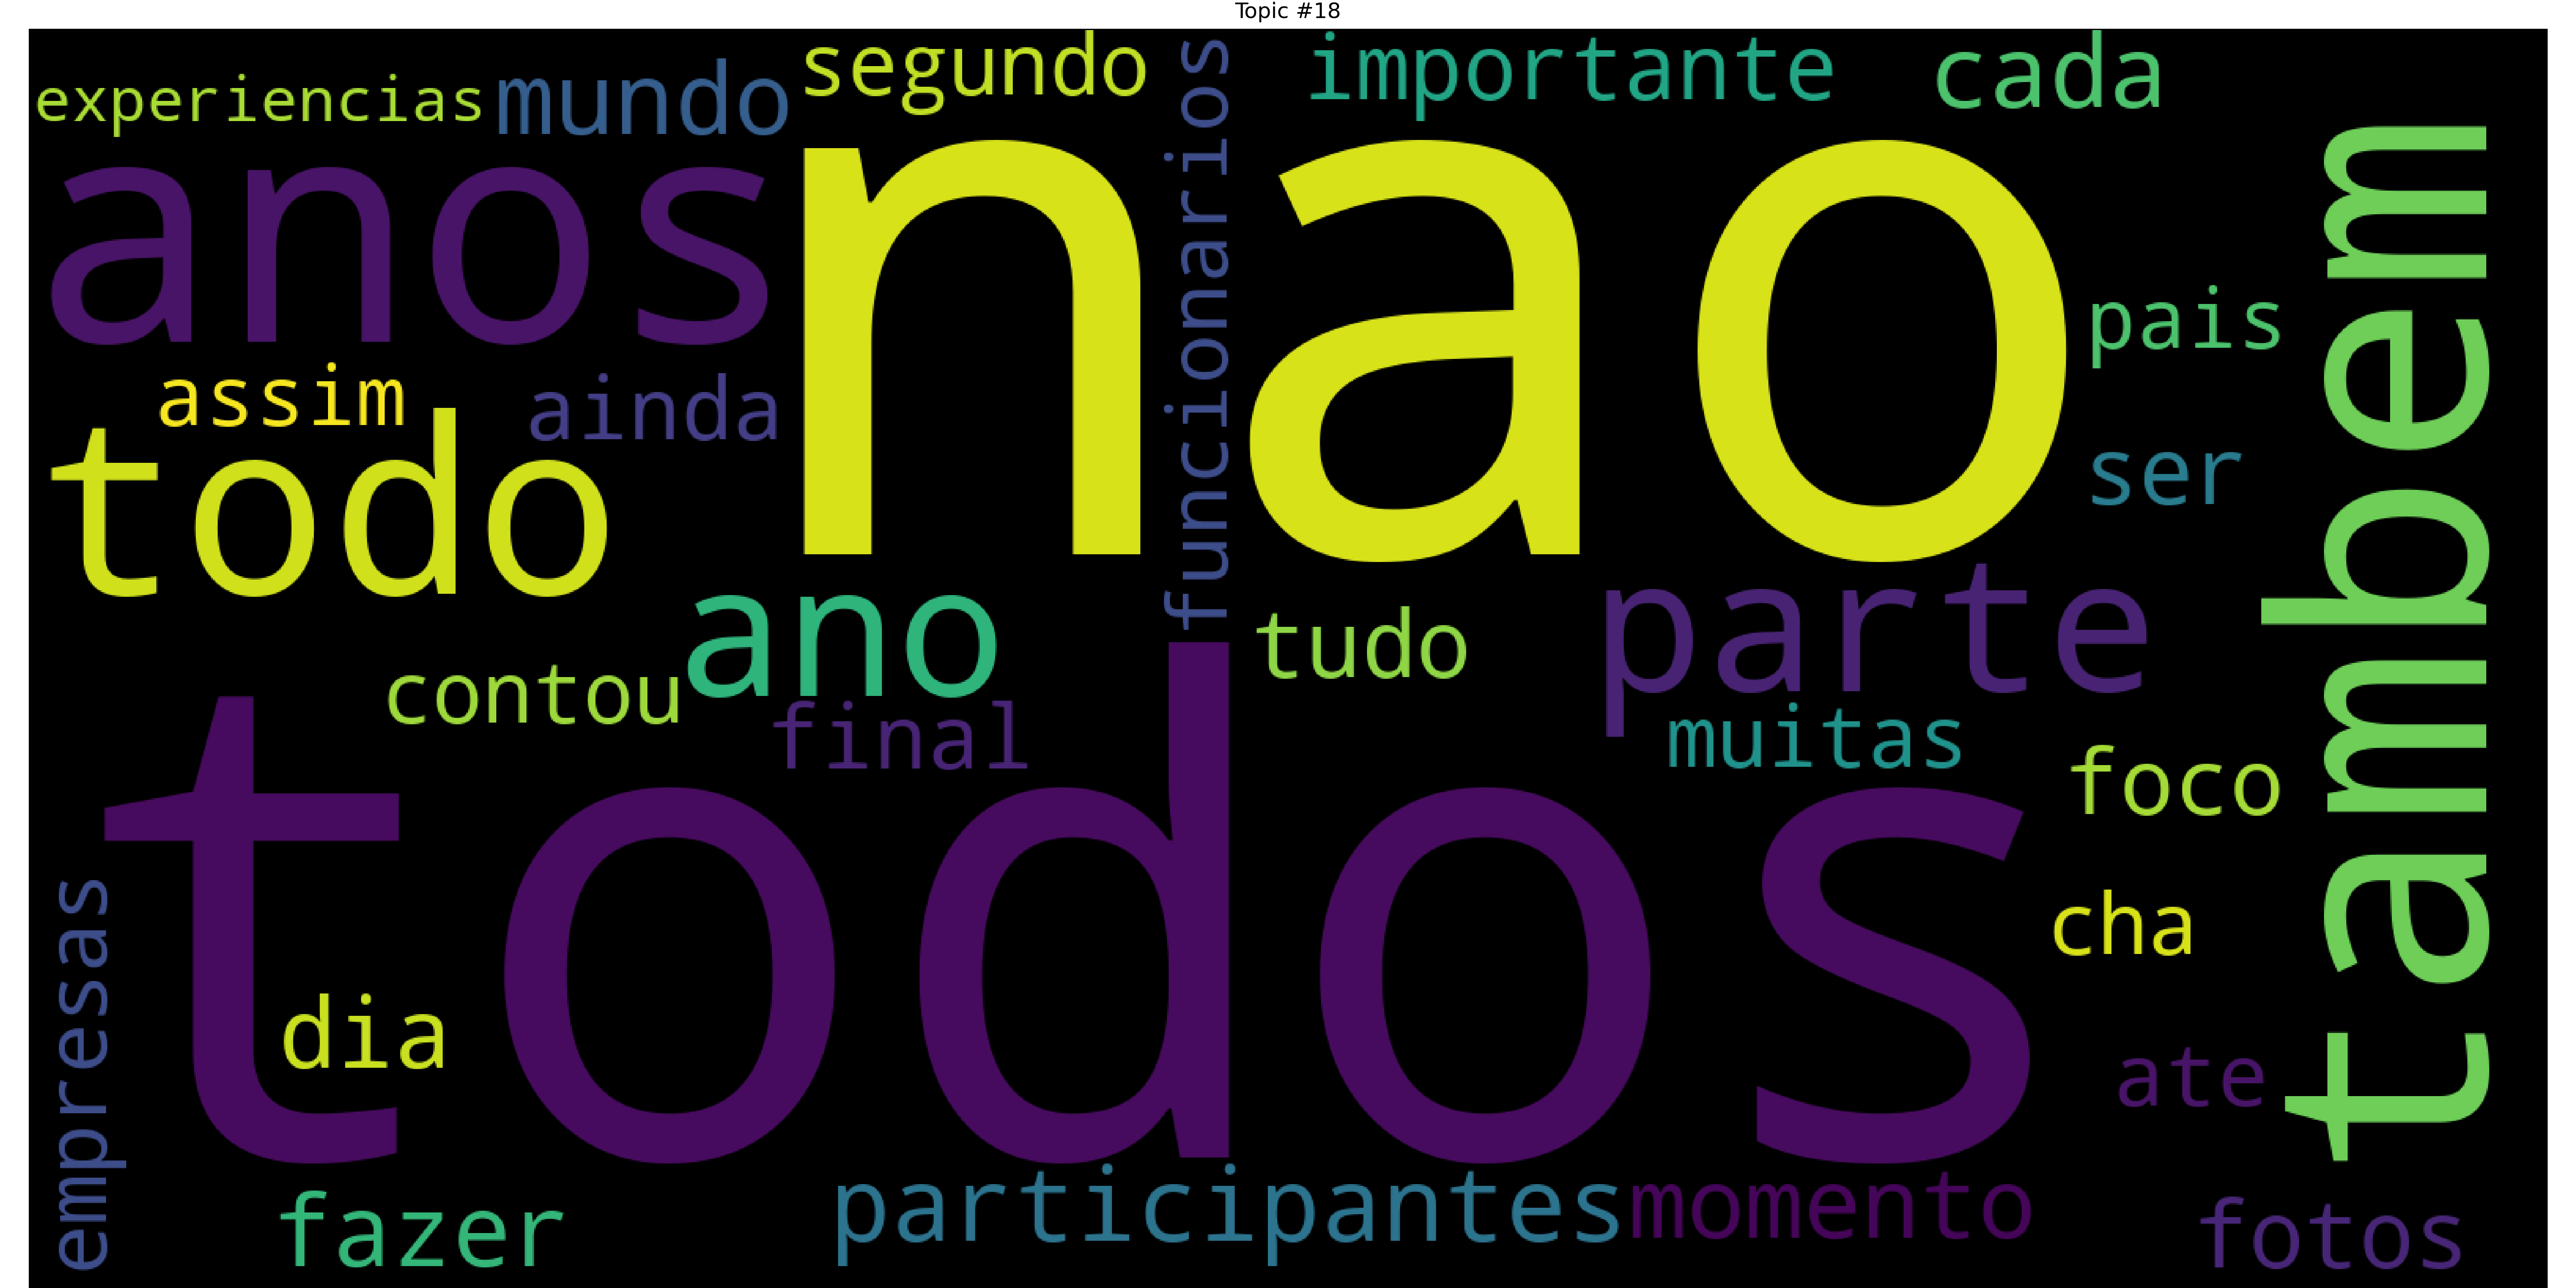 Topic #18
experiencias
mundo
segundo
funcionarios
importante
cada
anos
nao
tambem
pais
assim
ainda
todo
ser
ano
tudo
parte
contou
final
muitas
todos
foco
empresas
cha
dia
ate
fazer
participantes
momento
fotos